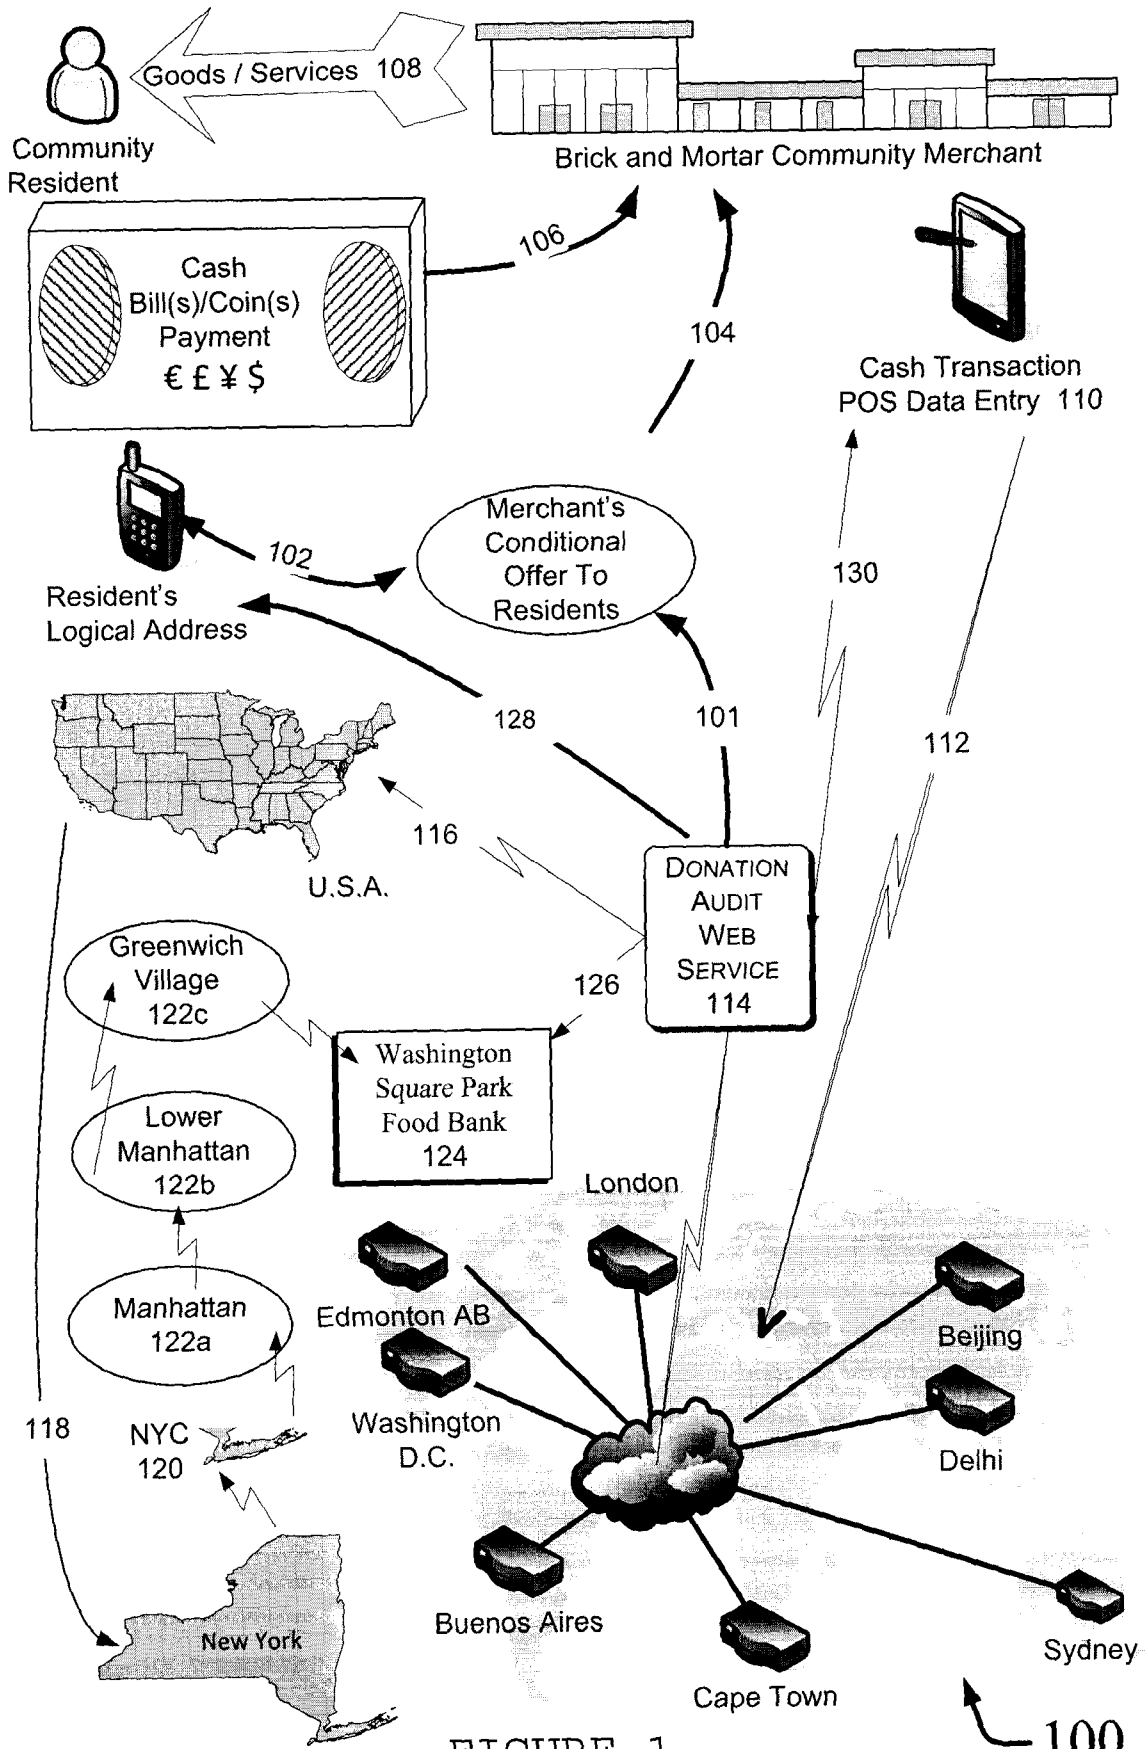 Goods / Services 108
Community
Resident
Brick and Mortar Community Merchant
106
Cash
Bill(s)/Coin(s)
Payment
€ £ ¥ $
104
Cash Transaction
POS Data Entry 110
102
Merchant's
Conditional
Offer To
Residents
130
Resident's
Logical Address
128
101
112
116
U.S.A.
DONATION
AUDIT
WEB
SERVICE
114
Greenwich
Village
122c
126
Washington
Square Park
Food Bank
124
Lower
Manhattan
122b
London
Manhattan
122a
Edmonton AB
Beijing
118
NYC
120
Washington
D.C.
Delhi
New York
Buenos Aires
Sydney
Cape Town
FIGURE 1
100